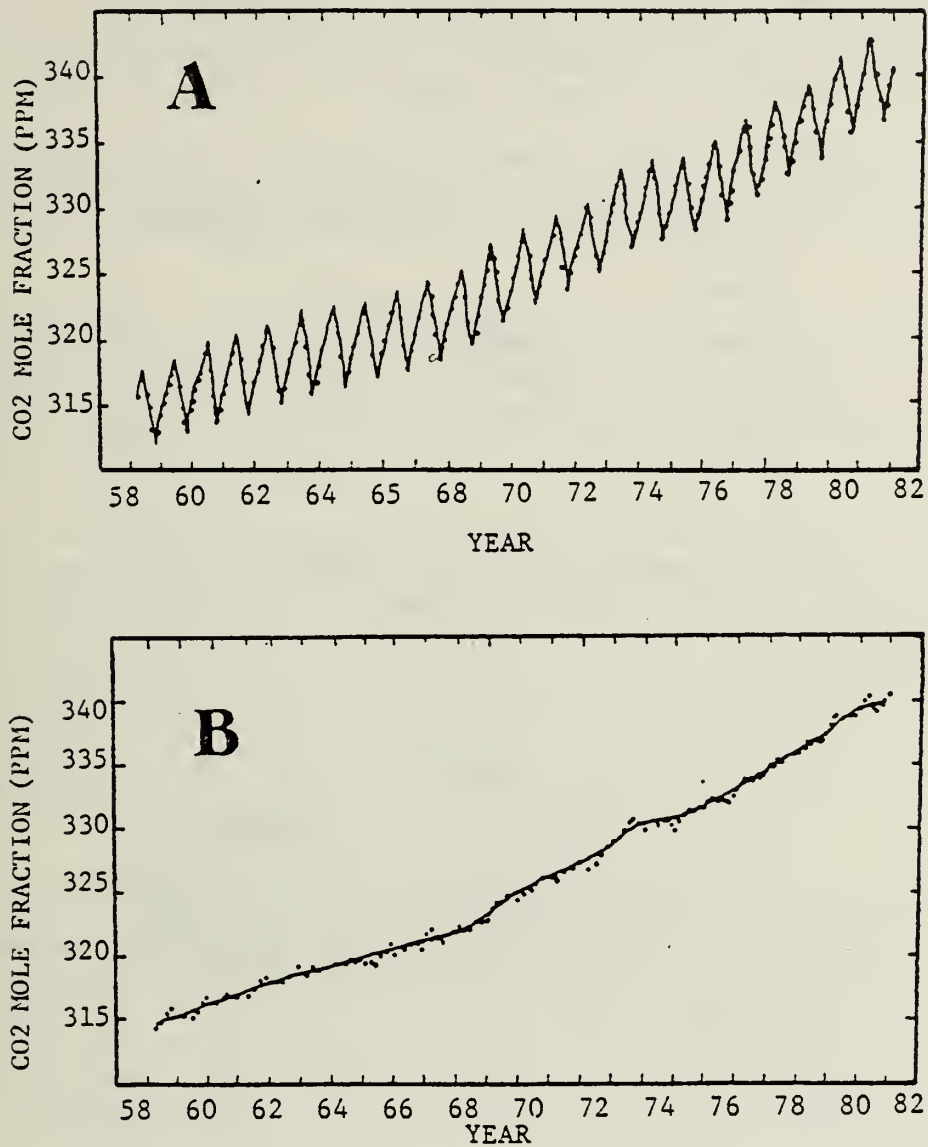 A
340
335
330
325
320
315
CO2 MOLE FRACTION (PPM)
58 60 62 64 65 68 70 72 74 76 78 80 82
YEAR
B
340
335
330
325
320
315
CO2 MOLE FRACTION (PPM)
58 60 62 64 66 68 70 72 74 76 78 80 82
YEAR